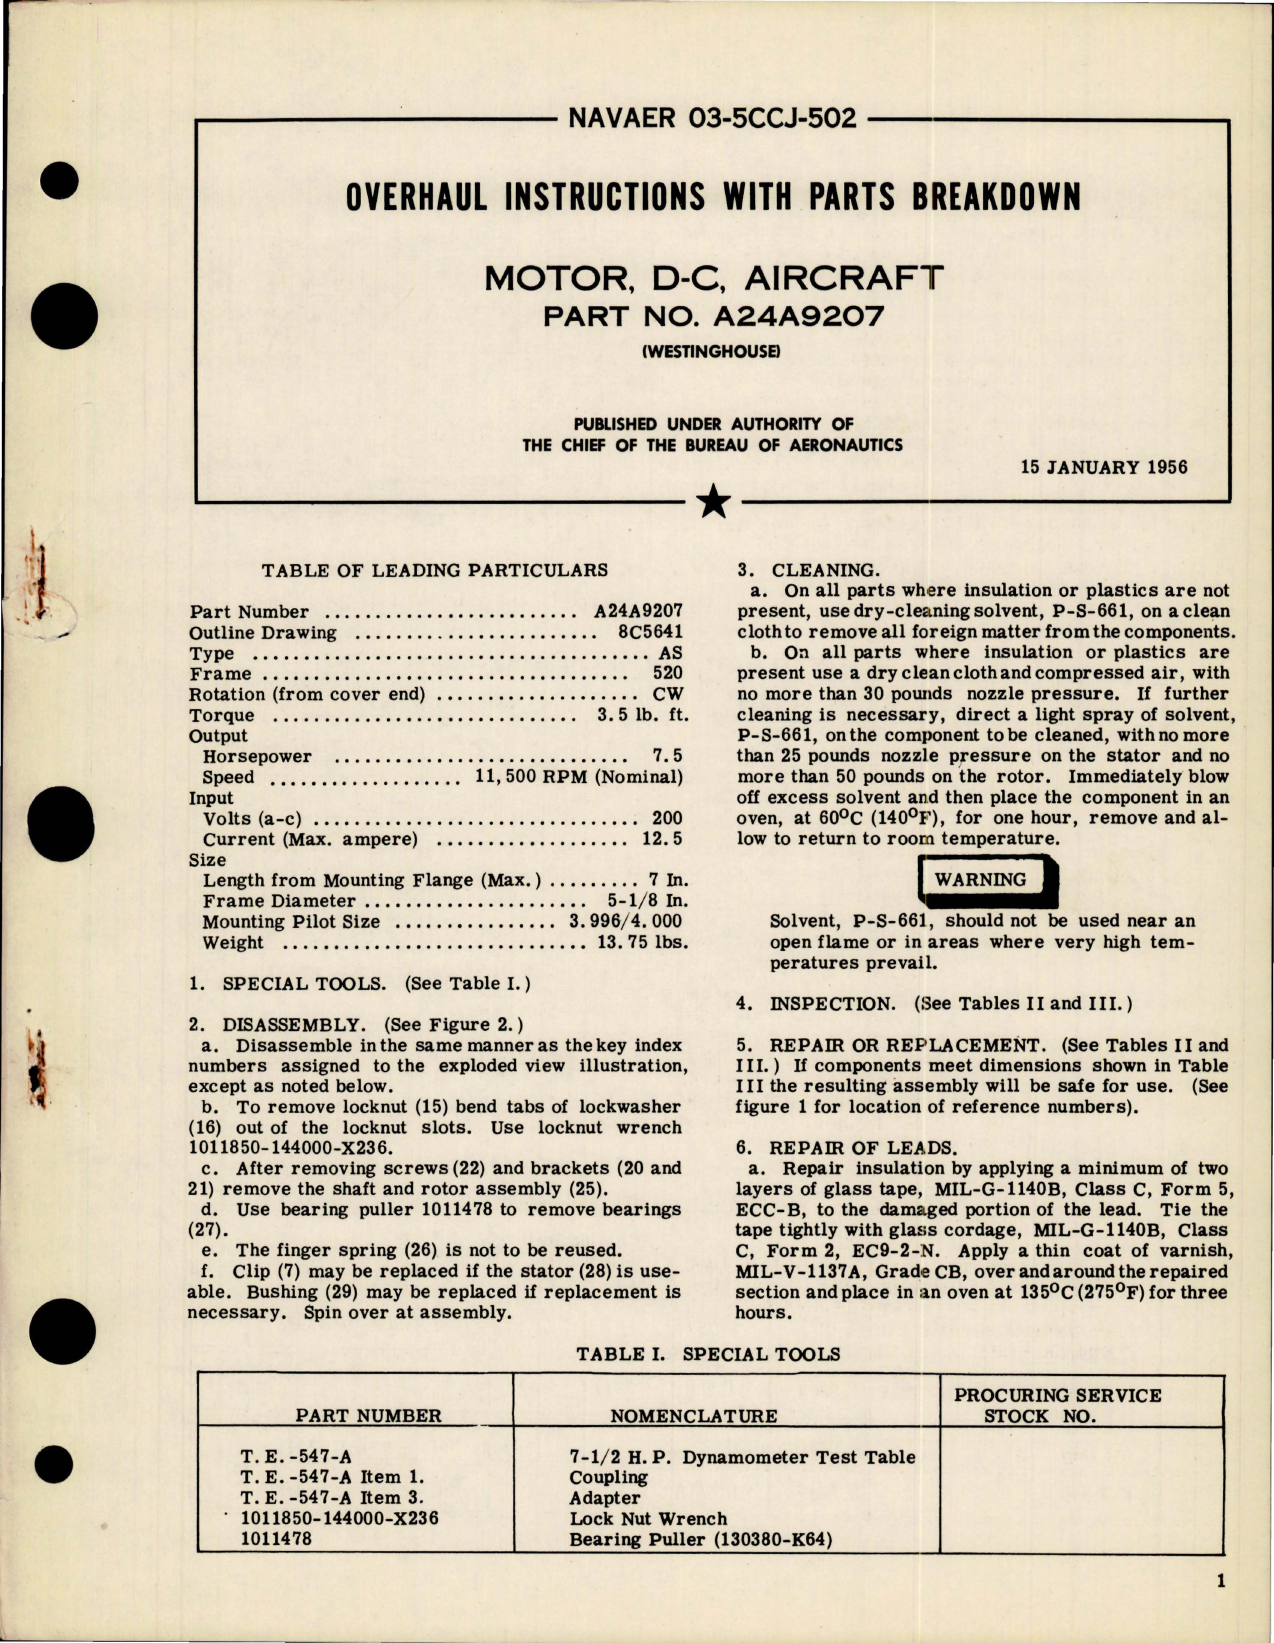 NAVAER 03-5CCJ-502
OVERHAUL INSTRUCTIONS WITH PARTS BREAKDOWN
MOTOR, D-C, AIRCRAFT
PART NO. A24A9207
(WESTINGHOUSE)
PUBLISHED UNDER AUTHORITY OF
THE CHIEF OF THE BUREAU OF AERONAUTICS
15 JANUARY 1956
TABLE OF LEADING PARTICULARS
Part Number ......................... A24A9207
Outline Drawing ........................ 8C5641
Type ....................................... AS
Frame .................................... 520
Rotation (from cover end) .................... CW
Torque .............................. 3.5 lb. ft.
Output
Horsepower ............................. 7.5
Speed ................... 11,500 RPM (Nominal)
Input
Volts (a-c) ................................ 200
Current (Max. ampere) ................... 12.5
Size
Length from Mounting Flange (Max.) ......... 7 In.
Frame Diameter ...................... 5-1/8 In.
Mounting Pilot Size ................ 3.996/4.000
Weight .............................. 13.75 lbs.
1. SPECIAL TOOLS. (See Table I.)
2. DISASSEMBLY. (See Figure 2.)
a. Disassemble in the same manner as the key index
numbers assigned to the exploded view illustration,
except as noted below.
b. To remove locknut (15) bend tabs of lockwasher
(16) out of the locknut slots. Use locknut wrench
1011850-144000-X236.
c. After removing screws (22) and brackets (20 and
21) remove the shaft and rotor assembly (25).
d. Use bearing puller 1011478 to remove bearings
(27).
e. The finger spring (26) is not to be reused.
f. Clip (7) may be replaced if the stator (28) is use-
able. Bushing (29) may be replaced if replacement is
necessary. Spin over at assembly.
3. CLEANING.
a. On all parts where insulation or plastics are not
present, use dry-cleaning solvent, P-S-661, on a clean
cloth to remove all foreign matter from the components.
b. On all parts where insulation or plastics are
present use a dry clean cloth and compressed air, with
no more than 30 pounds nozzle pressure. If further
cleaning is necessary, direct a light spray of solvent,
P-S-661, on the component to be cleaned, with no more
than 25 pounds nozzle pressure on the stator and no
more than 50 pounds on the rotor. Immediately blow
off excess solvent and then place the component in an
oven, at 60°C (140°F), for one hour, remove and al-
low to return to room temperature.
WARNING
Solvent, P-S-661, should not be used near an
open flame or in areas where very high tem-
peratures prevail.
4. INSPECTION. (See Tables II and III.)
5. REPAIR OR REPLACEMENT. (See Tables II and
III.) If components meet dimensions shown in Table
III the resulting assembly will be safe for use. (See
figure 1 for location of reference numbers).
6. REPAIR OF LEADS.
a. Repair insulation by applying a minimum of two
layers of glass tape, MIL-G-1140B, Class C, Form 5,
ECC-B, to the damaged portion of the lead. Tie the
tape tightly with glass cordage, MIL-G-1140B, Class
C, Form 2, EC9-2-N. Apply a thin coat of varnish,
MIL-V-1137A, Grade CB, over and around the repaired
section and place in an oven at 135°C (275°F) for three
hours.
TABLE I. SPECIAL TOOLS
PART NUMBER NOMENCLATURE PROCURING SERVICE
STOCK NO.
T.E.-547-A 7-1/2 H.P. Dynamometer Test Table
T.E.-547-A Item 1. Coupling
T.E.-547-A Item 3. Adapter
1011850-144000-X236 Lock Nut Wrench
1011478 Bearing Puller (130380-K64)
1